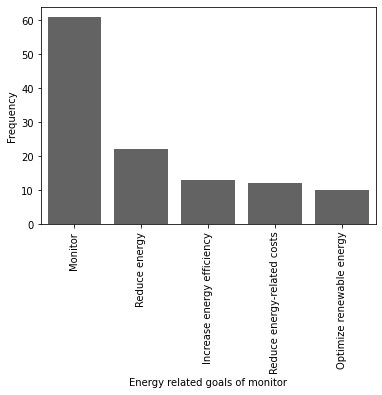 60
50
40
30
20
10
0
Frequency
Monitor
Reduce energy
Increase energy efficiency
Reduce energy-related costs
Optimize renewable energy
Energy related goals of monitor